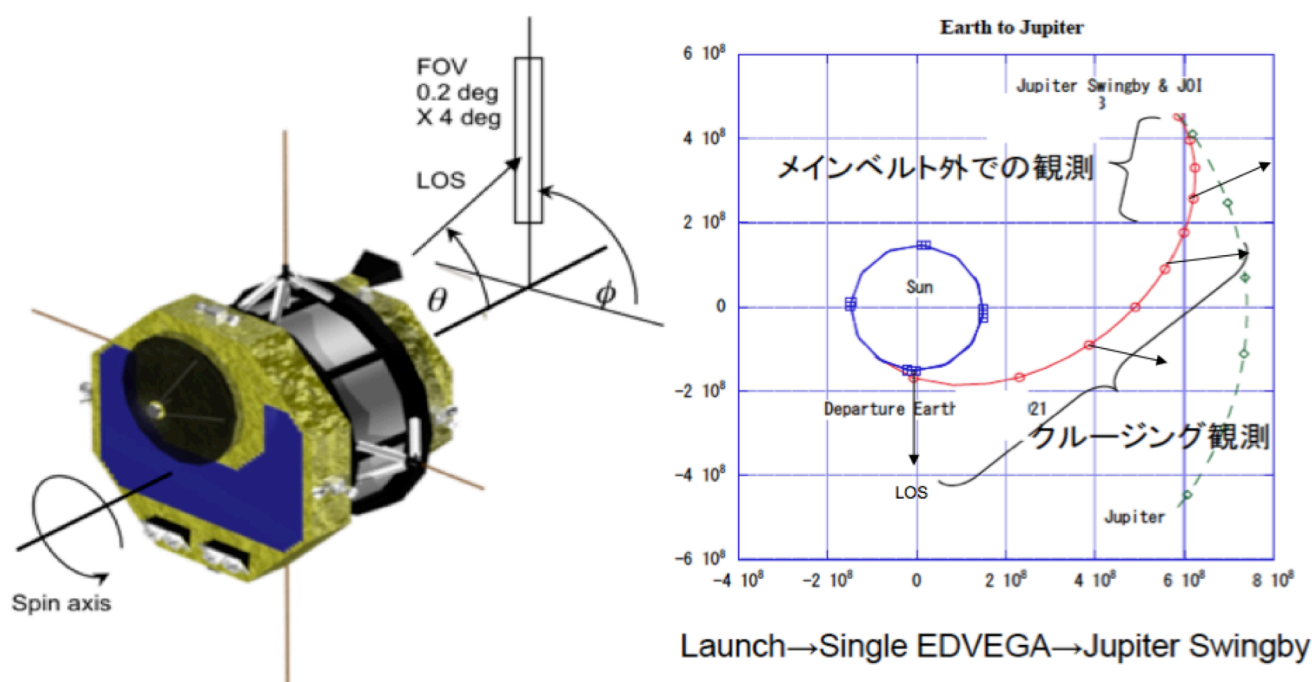 FOV
0.2 deg
X 4 deg
LOS
θ
φ
Spin axis
Earth to Jupiter
6 10⁸
4 10⁸
2 10⁸
0
-2 10⁸
-4 10⁸
-6 10⁸
-4 10⁸ -2 10⁸ 0 2 10⁸ 4 10⁸ 6 10⁸ 8 10⁸
Jupiter Swingby & JOI
3
メインベルト外での観測
Sun
Departure Earth 021
クルージング観測
LOS
Jupiter
Launch→Single EDVEGA→Jupiter Swingby